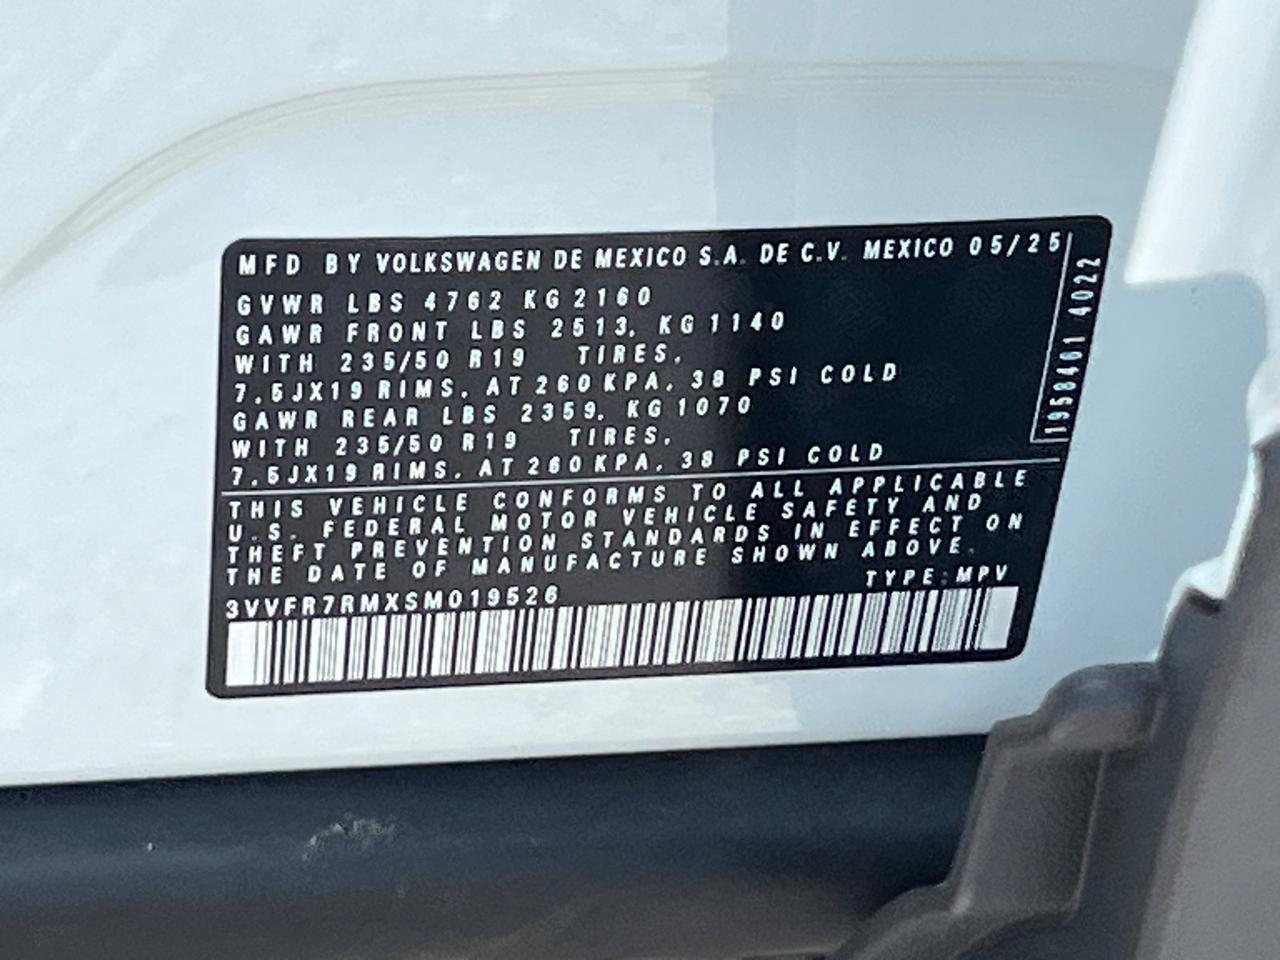 MFD BY VOLKSWAGEN DE MEXICO S.A. DE C.V. MEXICO 05/25
GVWR LBS 4762 KG 2160
GAWR FRONT LBS 2513, KG 1140
WITH 235/50 R19 TIRES,
7.5JX19 RIMS, AT 260 KPA, 38 PSI COLD
GAWR REAR LBS 2359, KG 1070
WITH 235/50 R19 TIRES,
7.5JX19 RIMS, AT 260 KPA, 38 PSI COLD
THIS VEHICLE CONFORMS TO ALL APPLICABLE
U.S. FEDERAL MOTOR VEHICLE SAFETY AND
THEFT PREVENTION STANDARDS IN EFFECT ON
THE DATE OF MANUFACTURE SHOWN ABOVE.
TYPE:MPV
3VVFR7RMXSM019526
1958461 4022